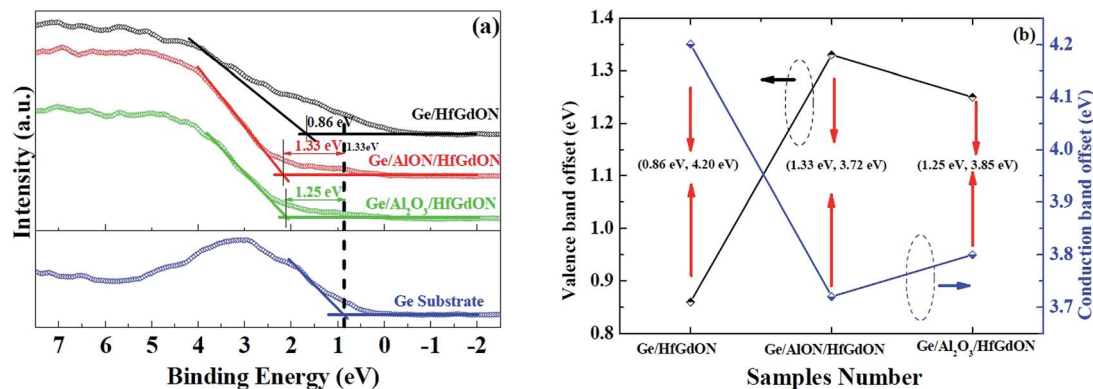 (a)
Intensity (a.u.)
Ge/HfGdON
0.86 eV
1.33 eV
1.33eV
Ge/AlON/HfGdON
1.25 eV
Ge/Al₂O₃/HfGdON
Ge Substrate
7 6 5 4 3 2 1 0 -1 -2
Binding Energy (eV)
(b)
Valence band offset (eV)
1.4
1.3
1.2
1.1
1.0
0.9
0.8
(0.86 eV, 4.20 eV)
(1.33 eV, 3.72 eV)
(1.25 eV, 3.85 eV)
4.2
4.1
4.0
3.9
3.8
3.7
Conduction band offset (eV)
Ge/HfGdON
Ge/AlON/HfGdON
Ge/Al₂O₃/HfGdON
Samples Number